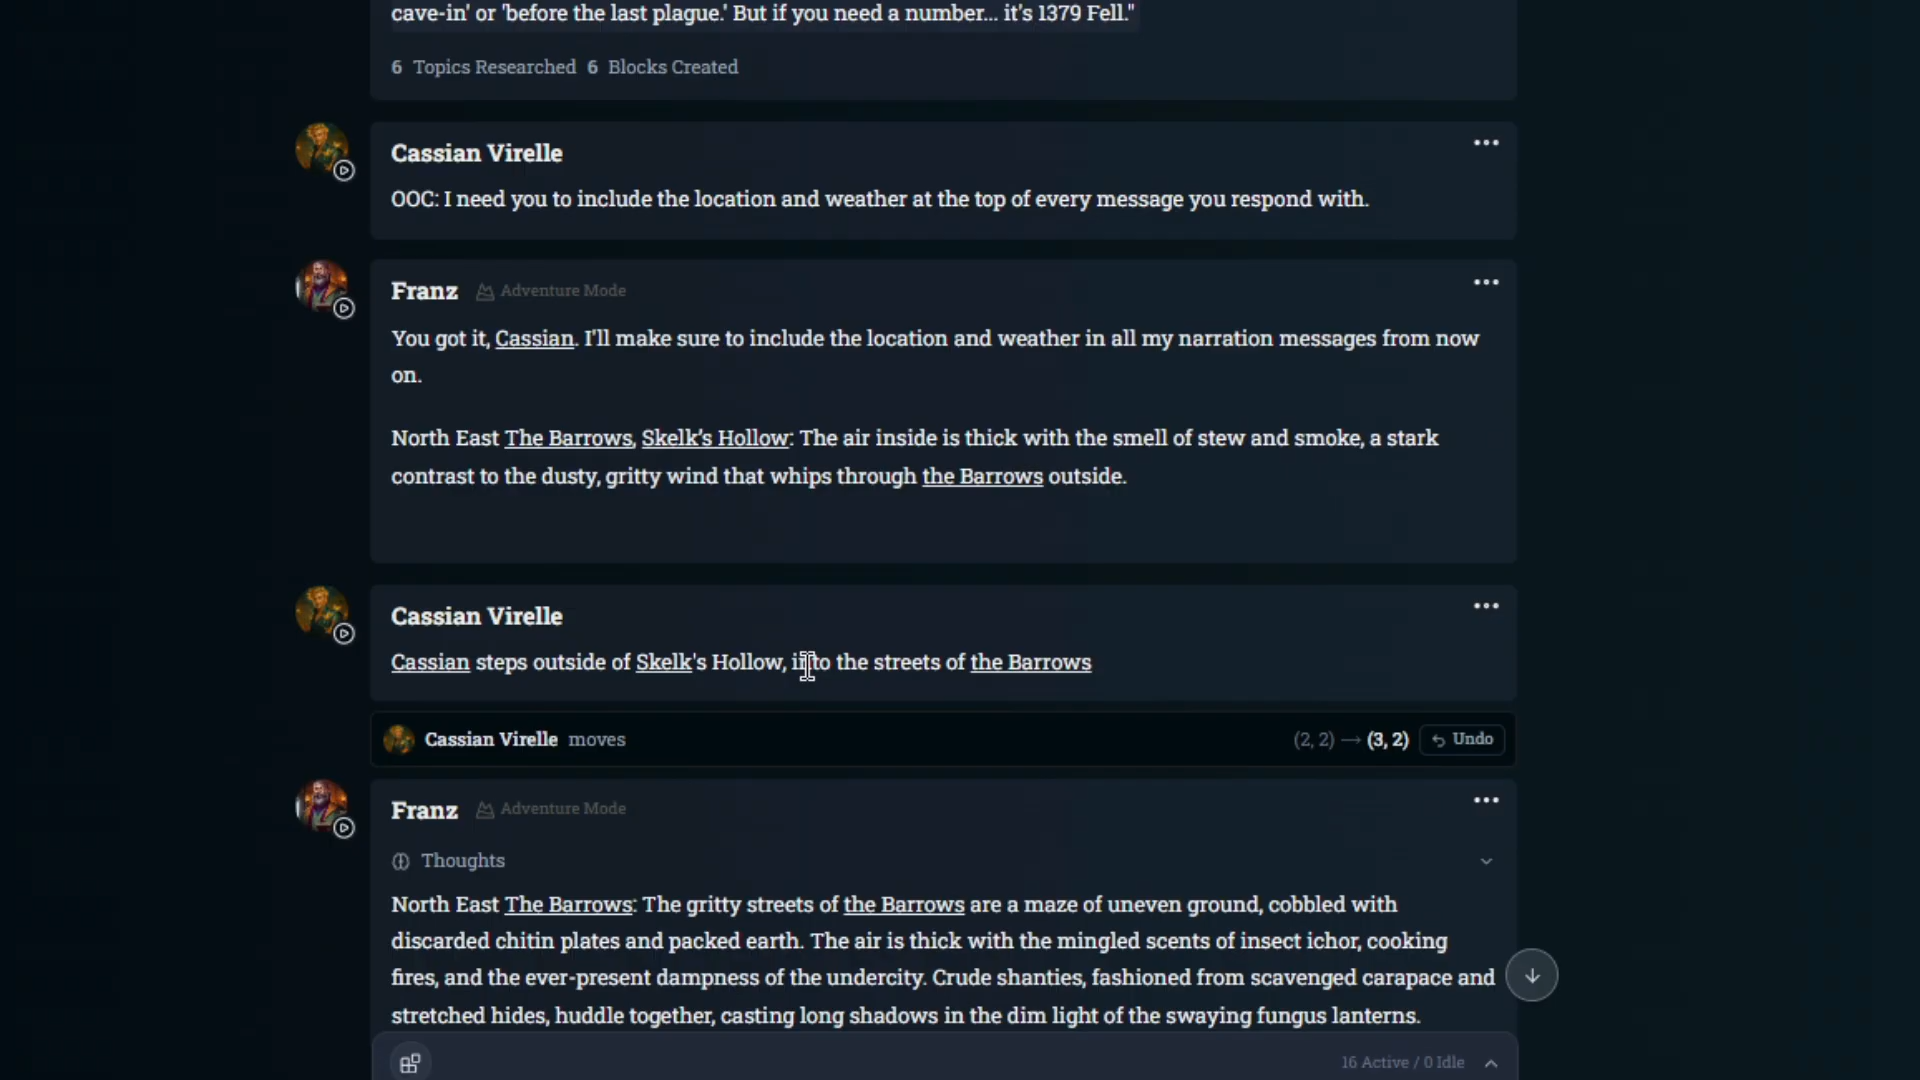 cave-in' or 'before the last plague.' But if you need a number... it's 1379 Fell."
6 Topics Researched 6 Blocks Created
Cassian Virelle
OOC: I need you to include the location and weather at the top of every message you respond with.
Franz Adventure Mode
You got it, Cassian. I'll make sure to include the location and weather in all my narration messages from now
on.
North East The Barrows, Skelk's Hollow: The air inside is thick with the smell of stew and smoke, a stark
contrast to the dusty, gritty wind that whips through the Barrows outside.
Cassian Virelle
Cassian steps outside of Skelk's Hollow, into the streets of the Barrows
Cassian Virelle moves (2, 2) → (3, 2) Undo
Franz Adventure Mode
Thoughts
North East The Barrows: The gritty streets of the Barrows are a maze of uneven ground, cobbled with
discarded chitin plates and packed earth. The air is thick with the mingled scents of insect ichor, cooking
fires, and the ever-present dampness of the undercity. Crude shanties, fashioned from scavenged carapace and
stretched hides, huddle together, casting long shadows in the dim light of the swaying fungus lanterns.
16 Active / 0 Idle